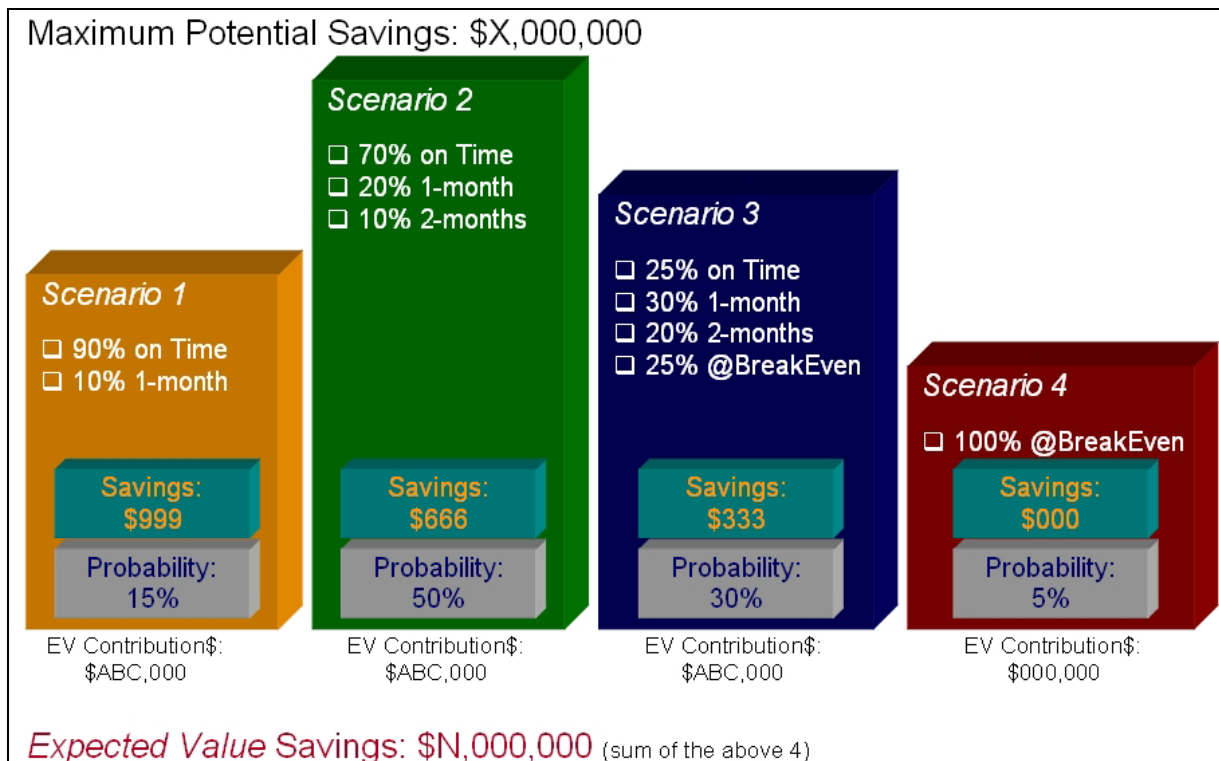 Maximum Potential Savings: $X,000,000
Scenario 1
❑ 90% on Time
❑ 10% 1-month
Savings:
$999
Probability:
15%
EV Contribution$:
$ABC,000
Scenario 2
❑ 70% on Time
❑ 20% 1-month
❑ 10% 2-months
Savings:
$666
Probability:
50%
EV Contribution$:
$ABC,000
Scenario 3
❑ 25% on Time
❑ 30% 1-month
❑ 20% 2-months
❑ 25% @BreakEven
Savings:
$333
Probability:
30%
EV Contribution$:
$ABC,000
Scenario 4
❑ 100% @BreakEven
Savings:
$000
Probability:
5%
EV Contribution$:
$000,000
Expected Value Savings: $N,000,000 (sum of the above 4)